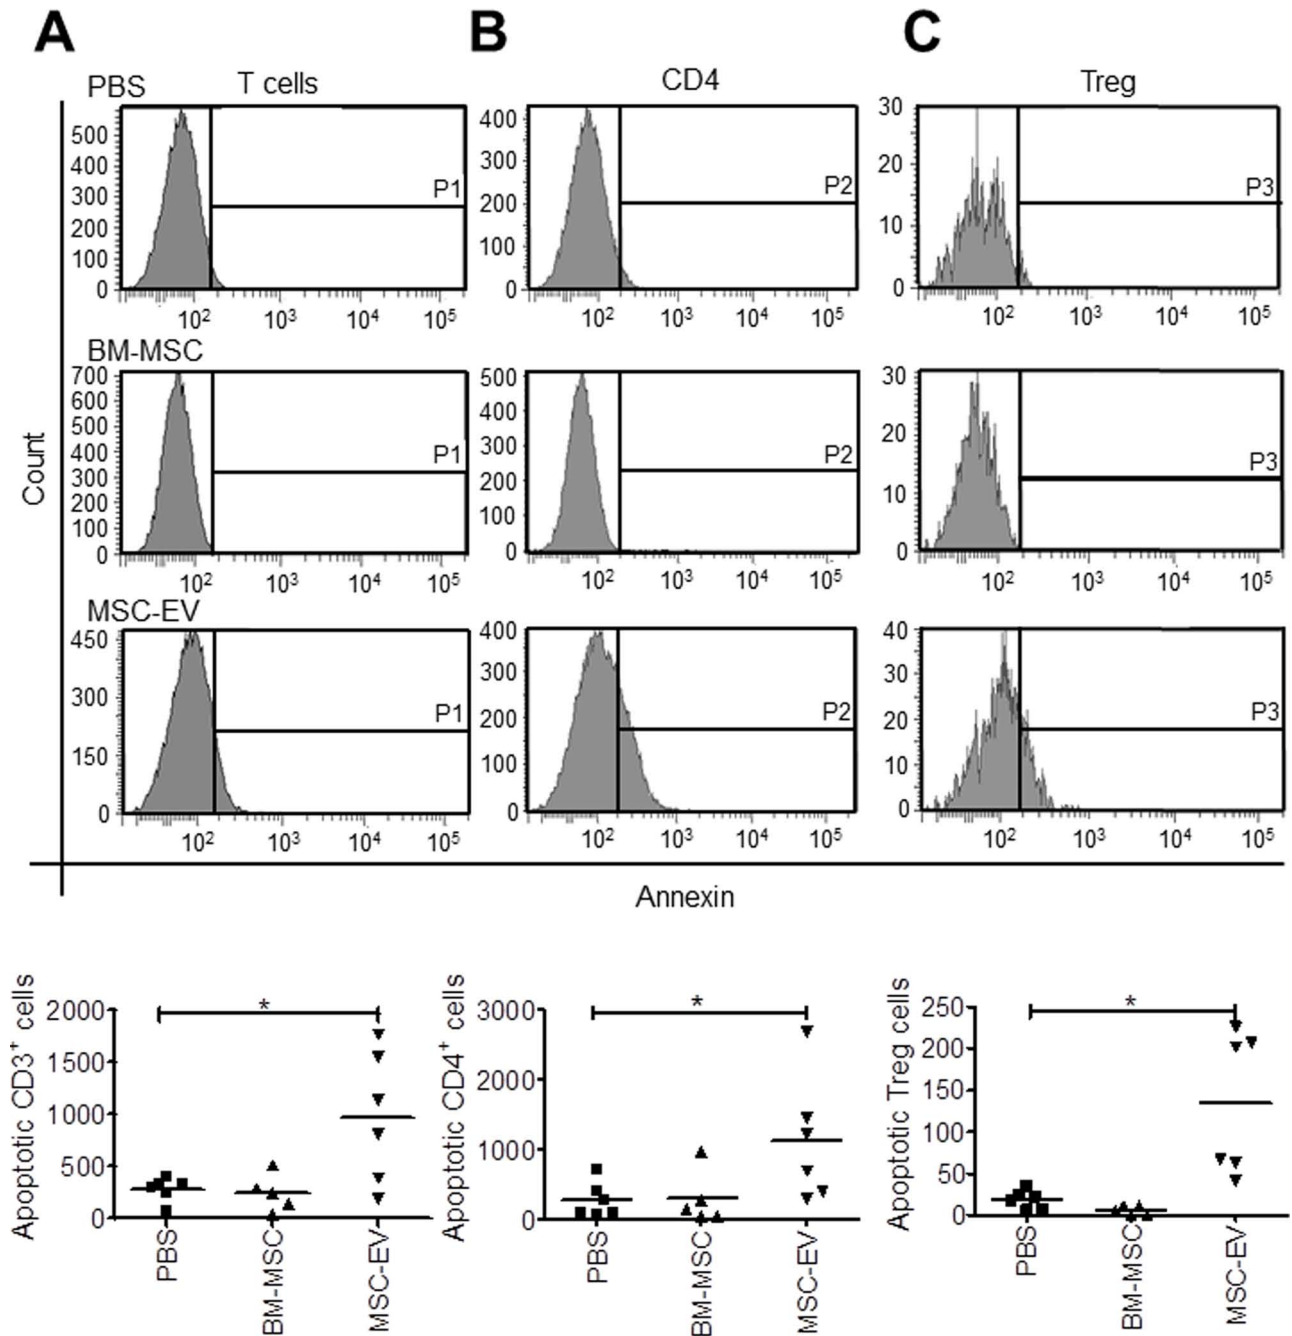 A B C
PBS T cells CD4 Treg
500 400 300 200 100 0 P1 10² 10³ 10⁴ 10⁵
400 300 200 100 0 P2 10² 10³ 10⁴ 10⁵
30 20 10 0 P3 10² 10³ 10⁴ 10⁵
BM-MSC
700 600 500 400 300 200 100 0 P1 10² 10³ 10⁴ 10⁵
500 400 300 200 100 0 P2 10² 10³ 10⁴ 10⁵
30 20 10 0 P3 10² 10³ 10⁴ 10⁵
Count
MSC-EV
450 300 150 0 P1 10² 10³ 10⁴ 10⁵
400 300 200 100 0 P2 10² 10³ 10⁴ 10⁵
40 30 20 10 0 P3 10² 10³ 10⁴ 10⁵
Annexin
Apoptotic CD3⁺ cells
2000 1500 1000 500 0
*
PBS BM-MSC MSC-EV
Apoptotic CD4⁺ cells
3000 2000 1000 0
*
PBS BM-MSC MSC-EV
Apoptotic Treg cells
250 200 150 100 50 0
*
PBS BM-MSC MSC-EV